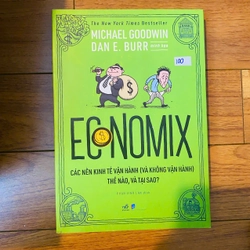 The New York Times Bestseller
MICHAEL GOODWIN
DAN E. BURR
ECONOMIX
CÁC NỀN KINH TẾ VẬN HÀNH (VÀ KHÔNG VẬN HÀNH)
THẾ NÀO, VÀ TẠI SAO?